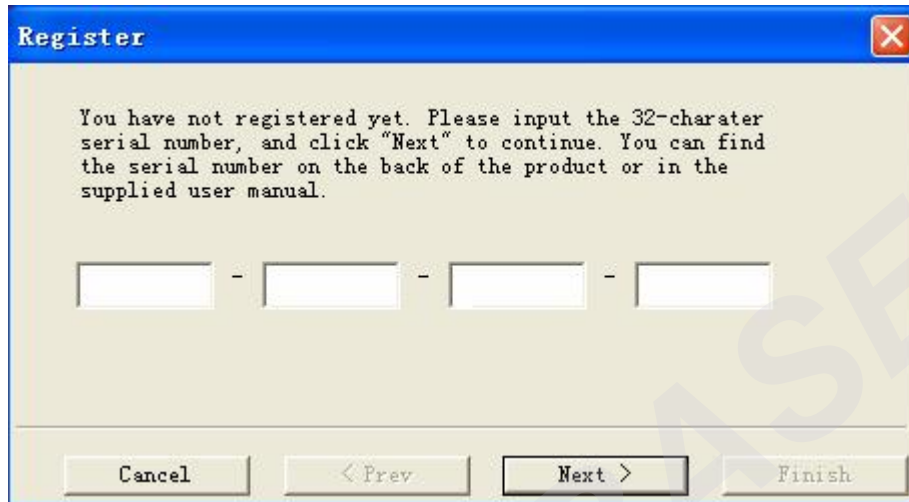 Register
You have not registered yet. Please input the 32-charater
serial number, and click "Next" to continue. You can find
the serial number on the back of the product or in the
supplied user manual.
- - -
Cancel < Prev Next > Finish